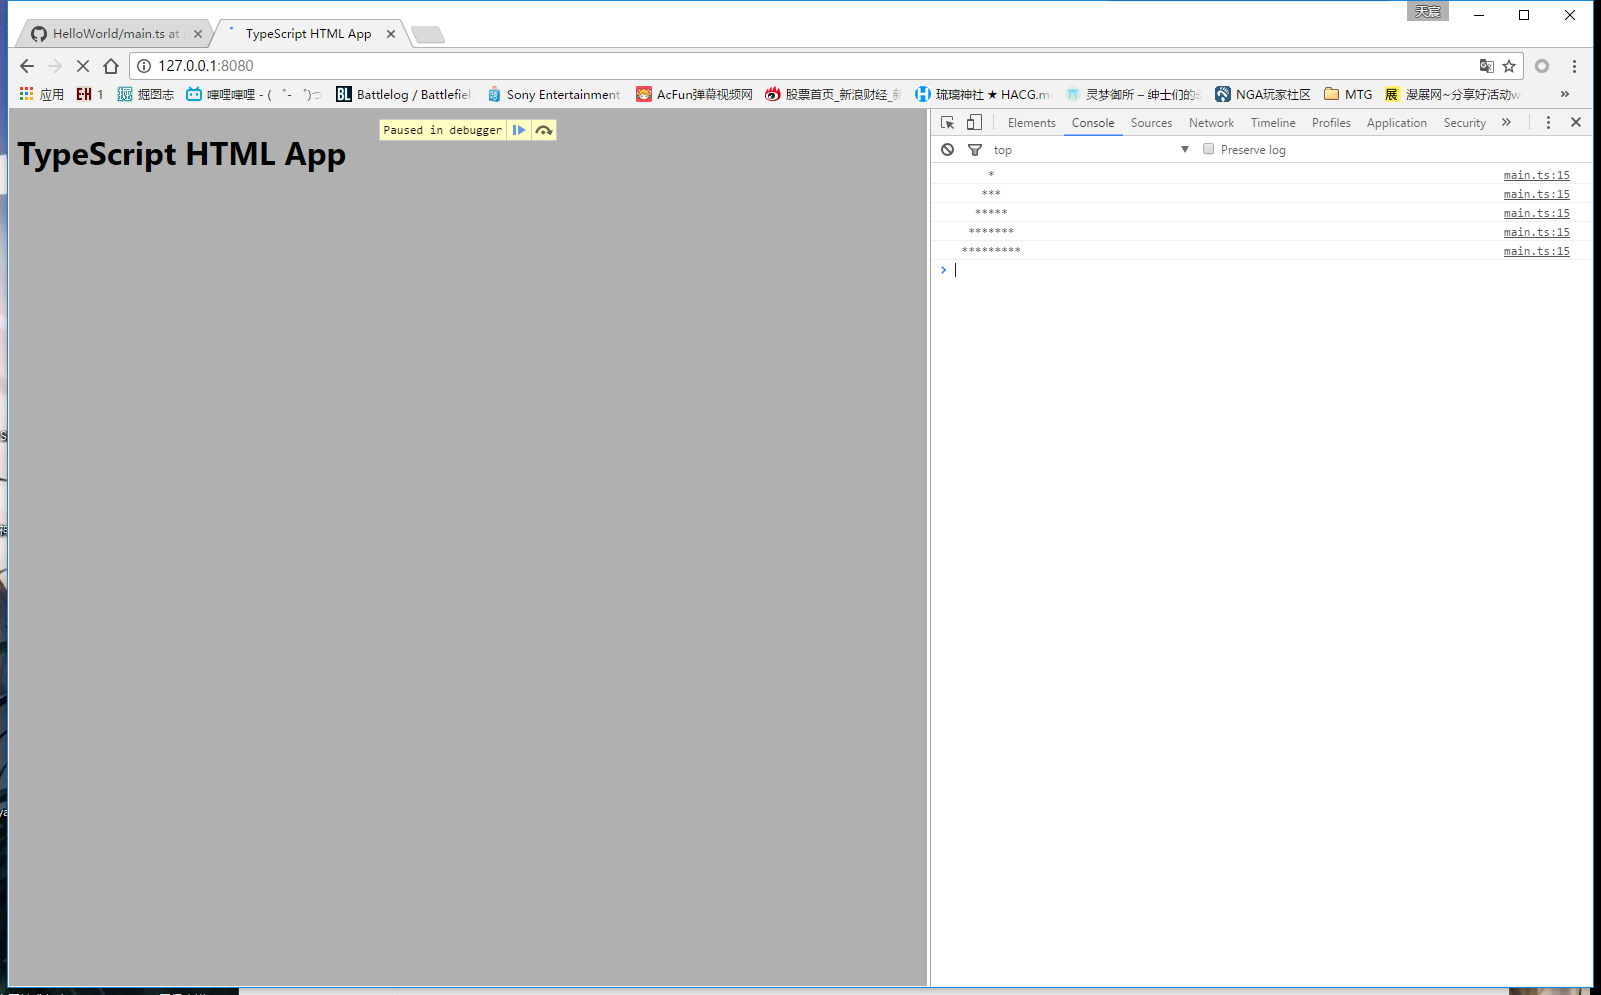 天宸
HelloWorld/main.ts at
TypeScript HTML App
127.0.0.1:8080
应用
E-H 1
掘图志
哔哩哔哩 - ( ゜- ゜)つ
BL Battlelog / Battlefiel
Sony Entertainment
AcFun弹幕视频网
股票首页_新浪财经_新
琉璃神社 ★ HACG.m
灵梦御所 – 绅士们的
NGA玩家社区
MTG
展 漫展网~分享好活动w
»
TypeScript HTML App
Paused in debugger
Elements Console Sources Network Timeline Profiles Application Security »
top Preserve log
* main.ts:15
*** main.ts:15
***** main.ts:15
******* main.ts:15
********* main.ts:15
>